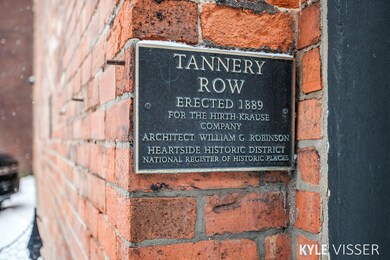 TANNERY
ROW
ERECTED 1889
FOR THE HIRTH-KRAUSE
COMPANY
ARCHITECT WILLIAM G ROBINSON
HEARTSIDE HISTORIC DISTRICT
NATIONAL REGISTER OF HISTORIC PLACES
KYLE VISSER